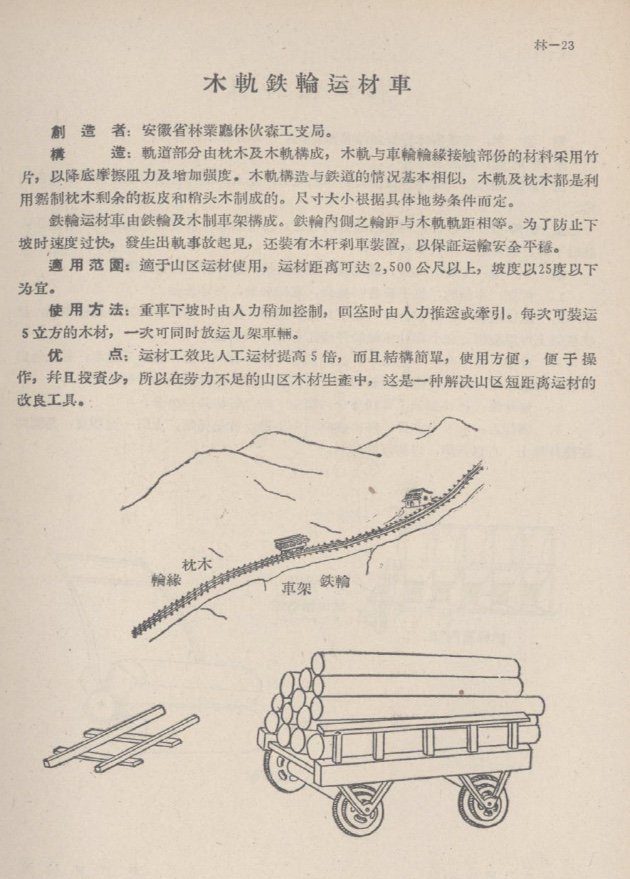 林—23
木軌鉄輪运材車
創造者：安徽省林業廳休伙森工支局。
構造：軌道部分由枕木及木軌構成，木軌与車輪輪緣接触部份的材料采用竹
片，以降底摩擦阻力及增加强度。木軌構造与鉄道的情况基本相似，木軌及枕木都是利
用鋸制枕木剩余的板皮和梢头木制成的。尺寸大小根据具体地势条件而定。
鉄輪运材車由鉄輪及木制車架構成。鉄輪內側之輪距与木軌軌距相等。为了防止下
坡时速度过快，發生出軌事故起見，还装有木杆刹車装置，以保証运輸安全平穩。
適用范圍：適于山区运材使用，运材距离可达2,500公尺以上，坡度以25度以下
为宜。
使用方法：重車下坡时由人力稍加控制，回空时由人力推送或牽引。每次可裝运
5立方的木材，一次可同时放运几架車輛。
优点：运材工效比人工运材提高5倍，而且結構簡單，使用方便，便于操
作，幷且投資少，所以在劳力不足的山区木材生產中，这是一种解决山区短距离运材的
改良工具。
枕木
輪緣
車架
鉄輪